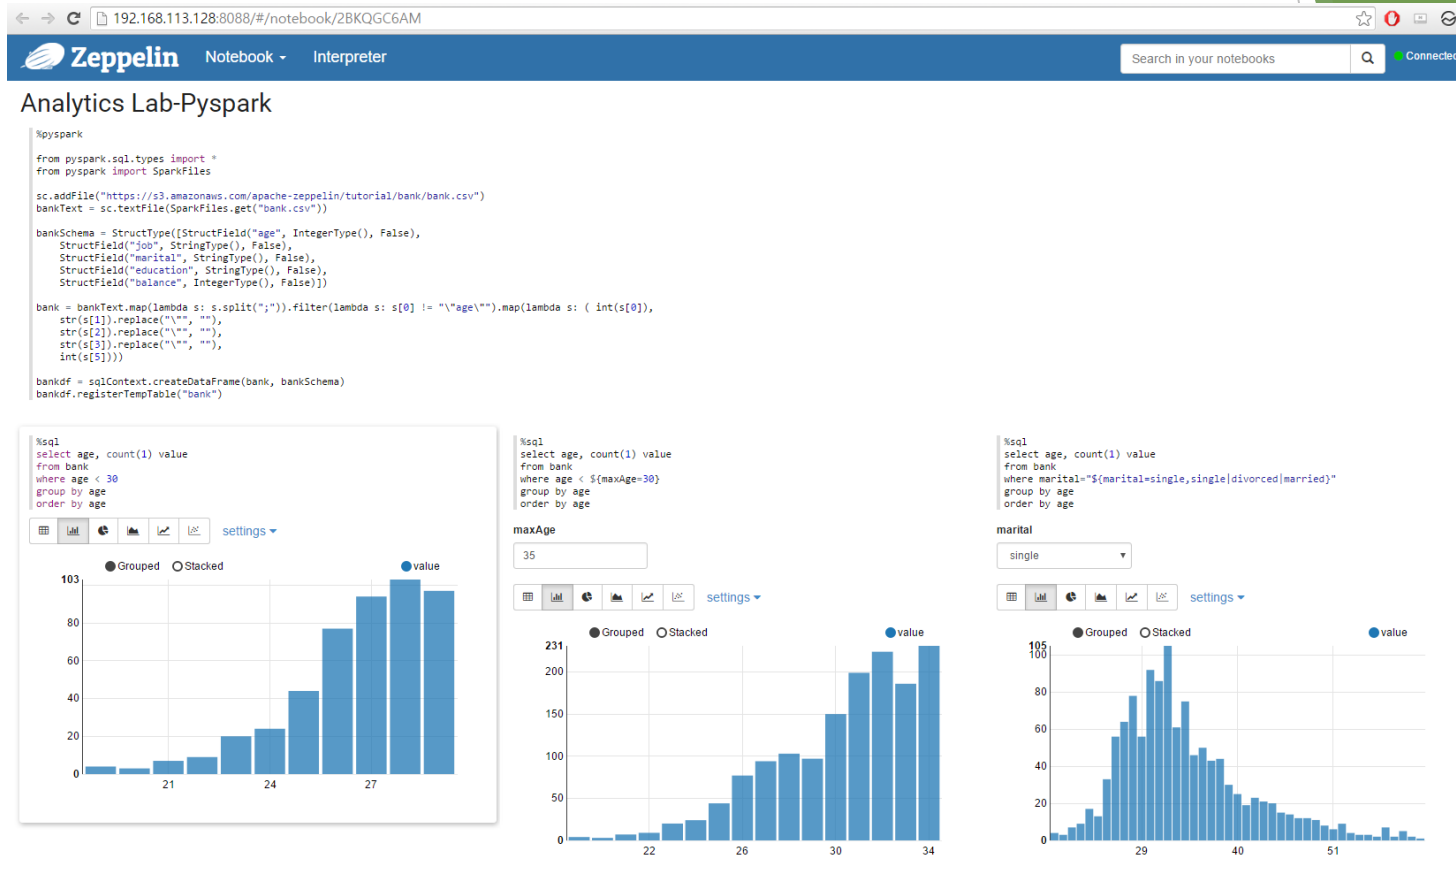 192.168.113.128:8088/#/notebook/2BKQGC6AM
Zeppelin Notebook Interpreter Search in your notebooks Connected
Analytics Lab-Pyspark
%pyspark
from pyspark.sql.types import *
from pyspark import SparkFiles
sc.addFile("https://s3.amazonaws.com/apache-zeppelin/tutorial/bank/bank.csv")
bankText = sc.textFile(SparkFiles.get("bank.csv"))
bankSchema = StructType([StructField("age", IntegerType(), False),
StructField("job", StringType(), False),
StructField("marital", StringType(), False),
StructField("education", StringType(), False),
StructField("balance", IntegerType(), False)])
bank = bankText.map(lambda s: s.split(";")).filter(lambda s: s[0] != "\"age\"").map(lambda s: ( int(s[0]),
str(s[1]).replace("\"", ""),
str(s[2]).replace("\"", ""),
str(s[3]).replace("\"", ""),
int(s[5])))
bankdf = sqlContext.createDataFrame(bank, bankSchema)
bankdf.registerTempTable("bank")
%sql
select age, count(1) value
from bank
where age < 30
group by age
order by age
settings
Grouped Stacked value
103
80
60
40
20
0
21 24 27
%sql
select age, count(1) value
from bank
where age < ${maxAge=30}
group by age
order by age
maxAge
35
settings
Grouped Stacked value
231
200
150
100
50
0
22 26 30 34
%sql
select age, count(1) value
from bank
where marital="${marital=single,single|divorced|married}"
group by age
order by age
marital
single
settings
Grouped Stacked value
105
100
80
60
40
20
0
29 40 51